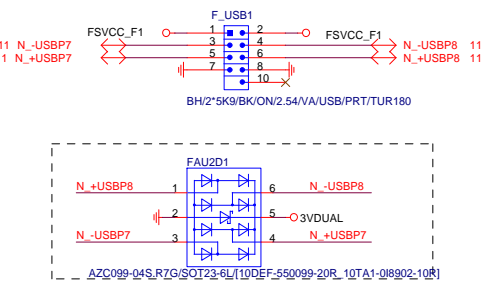 F_USB1
FSVCC_F1 1 2 FSVCC_F1
11 N_-USBP7 3 4 N_-USBP8 11
1 N_+USBP7 5 6 N_+USBP8 11
7 8
10
BH/2*5K9/BK/ON/2.54/VA/USB/PRT/TUR180
FAU2D1
N_+USBP8 1 6 N_-USBP8
2 5 3VDUAL
N_-USBP7 3 4 N_+USBP7
AZC099-04S.R7G/SOT23-6L/[10DEF-550099-20R_10TA1-0I8902-10R]